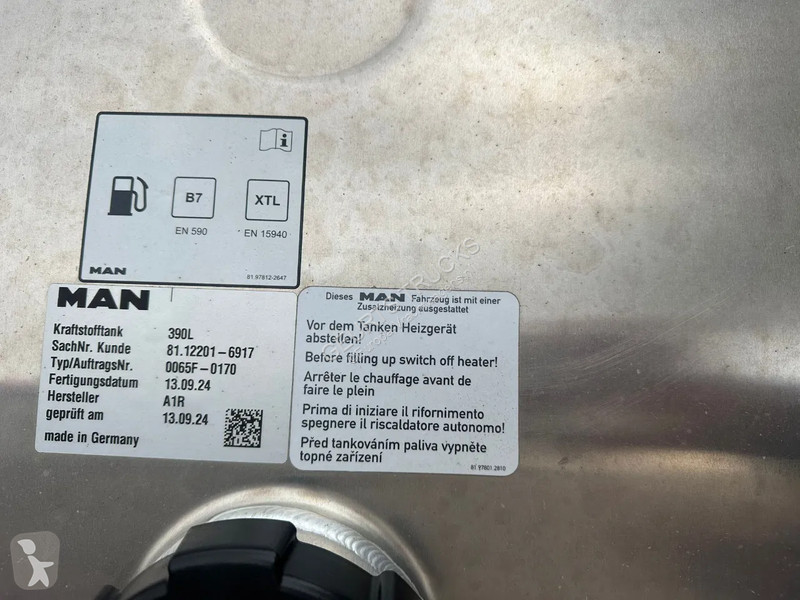 B7
XTL
EN 590
EN 15940
MAN
81.97812-2647
MAN
Kraftstofftank 390L
SachNr. Kunde 81.12201-6917
Typ/AuftragsNr. 0065F-0170
Fertigungsdatum 13.09.24
Hersteller A1R
geprüft am 13.09.24
made in Germany
Dieses MAN Fahrzeug ist mit einer
Zusatzheizung ausgestattet
Vor dem Tanken Heizgerät
abstellen!
Before filling up switch off heater!
Arrêter le chauffage avant de
faire le plein
Prima di iniziare il rifornimento
spegnere il riscaldatore autonomo!
Před tankováním paliva vypněte
topné zařízení